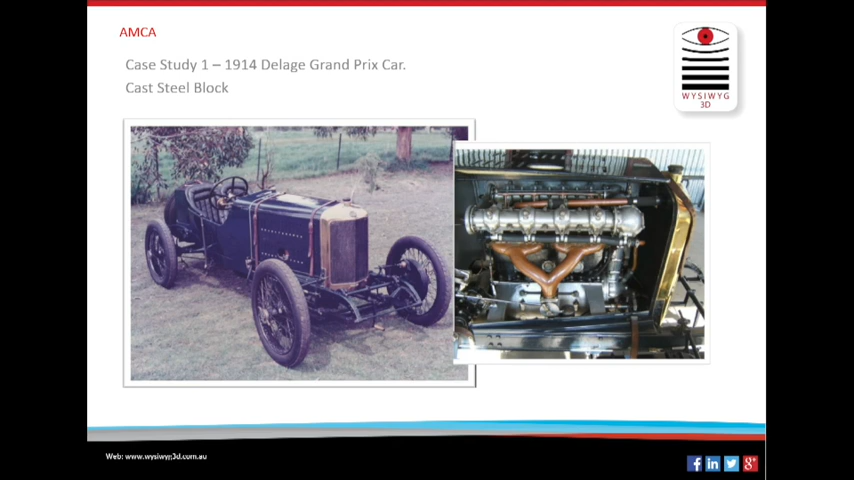 AMCA
Case Study 1 – 1914 Delage Grand Prix Car.
Cast Steel Block
WYSIWYG
3D
Web: www.wysiwyg3d.com.au
f in g+